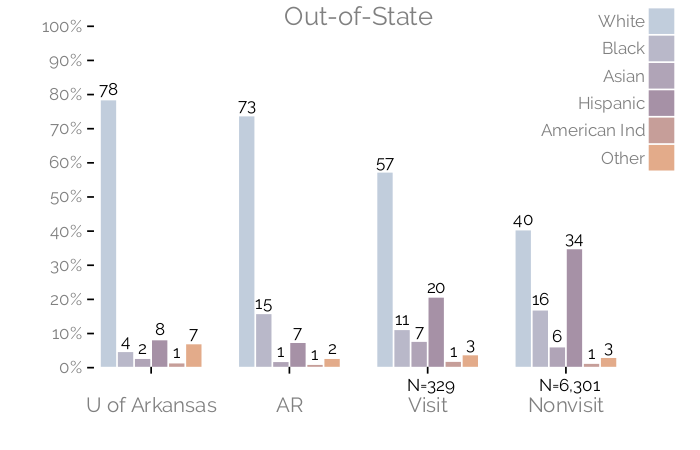 Out-of-State
White
Black
Asian
Hispanic
American Ind
Other
100%
90%
80%
70%
60%
50%
40%
30%
20%
10%
0%
78 4 2 8 1 7
73 15 1 7 1 2
57 11 7 20 1 3
40 16 6 34 1 3
N=329 N=6,301
U of Arkansas AR Visit Nonvisit